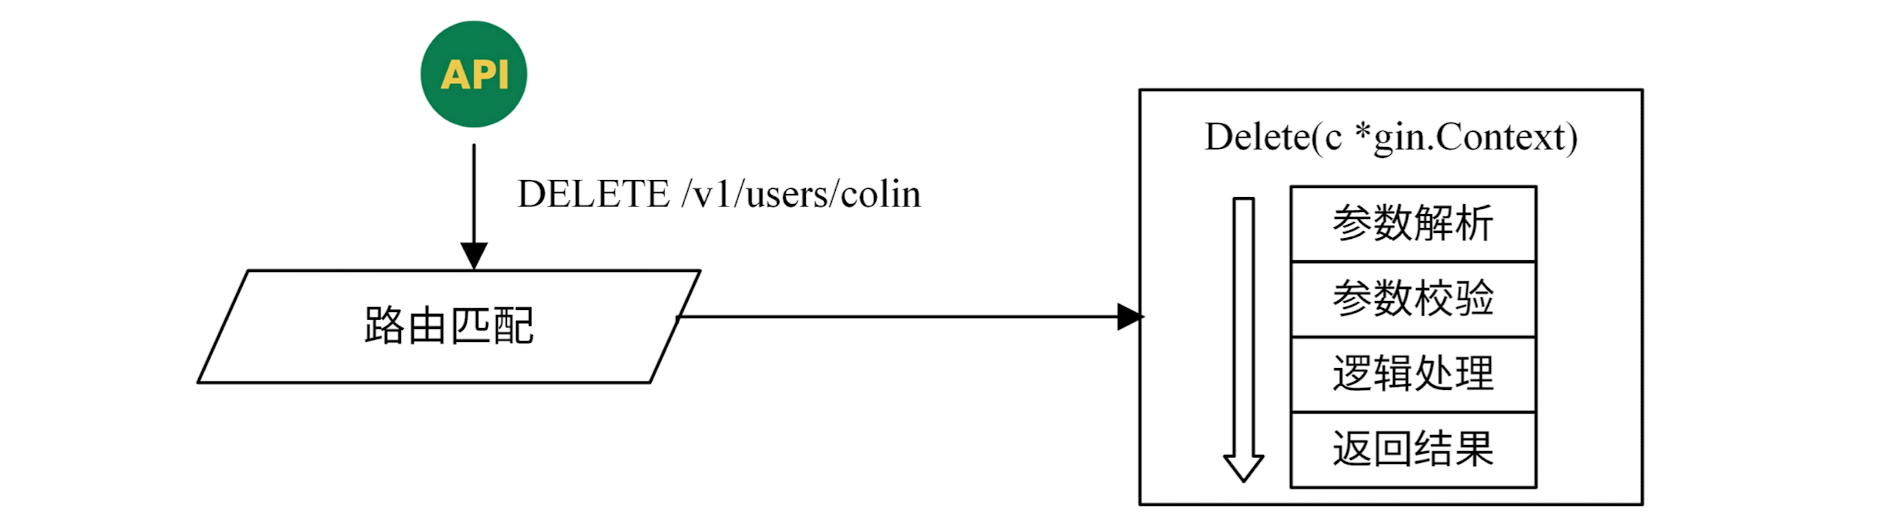 API
DELETE /v1/users/colin
路由匹配
Delete(c *gin.Context)
参数解析
参数校验
逻辑处理
返回结果